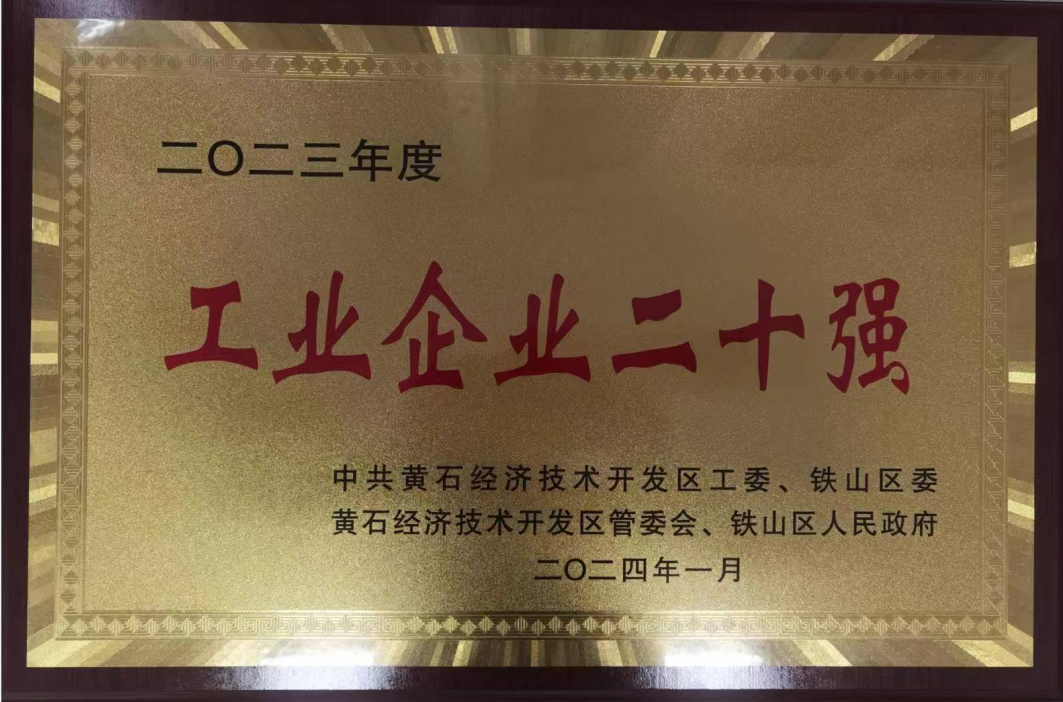 二〇二三年度
工业企业二十强
中共黄石经济技术开发区工委、铁山区委
黄石经济技术开发区管委会、铁山区人民政府
二〇二四年一月